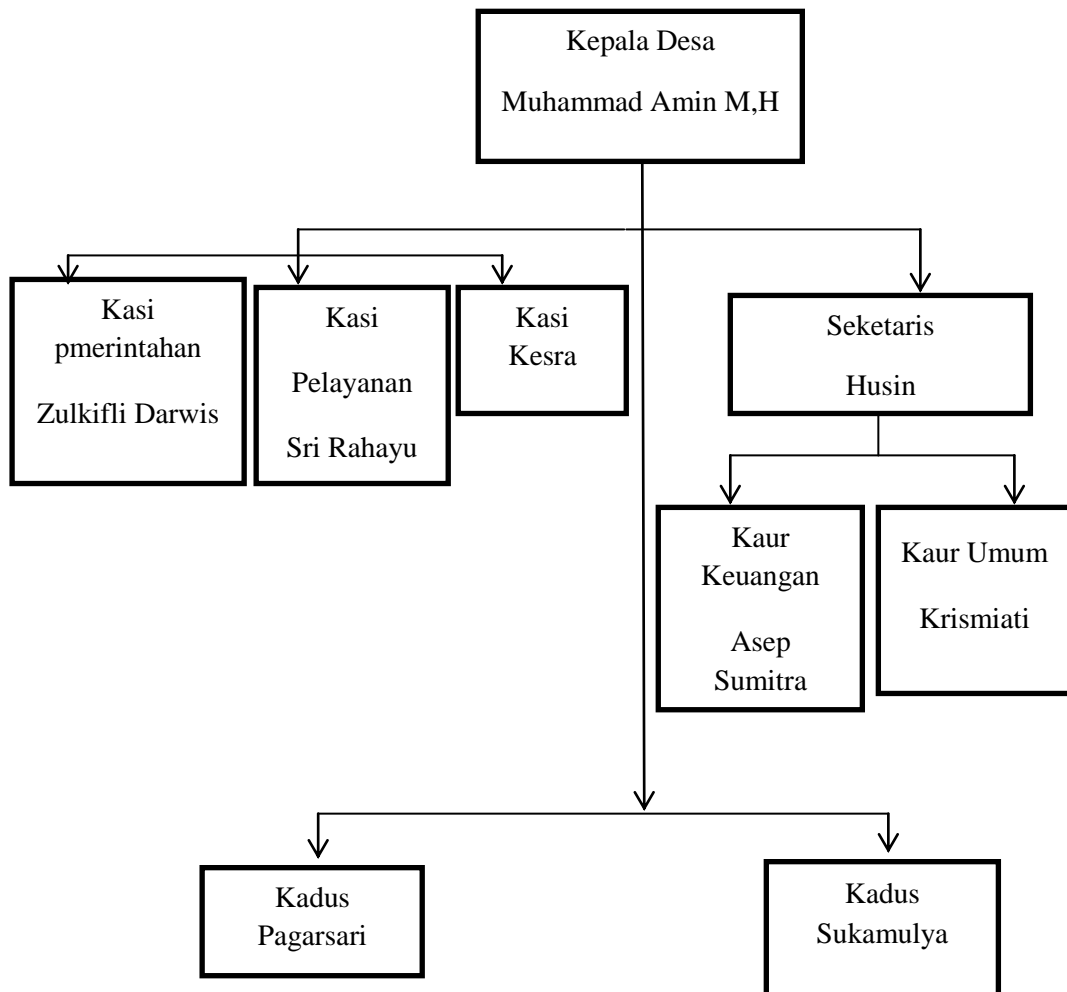 Kepala Desa
Muhammad Amin M,H
Kasi
pmerintahan
Zulkifli Darwis
Kasi
Pelayanan
Sri Rahayu
Kasi
Kesra
Seketaris
Husin
Kaur
Keuangan
Asep
Sumitra
Kaur Umum
Krismiati
Kadus
Pagarsari
Kadus
Sukamulya